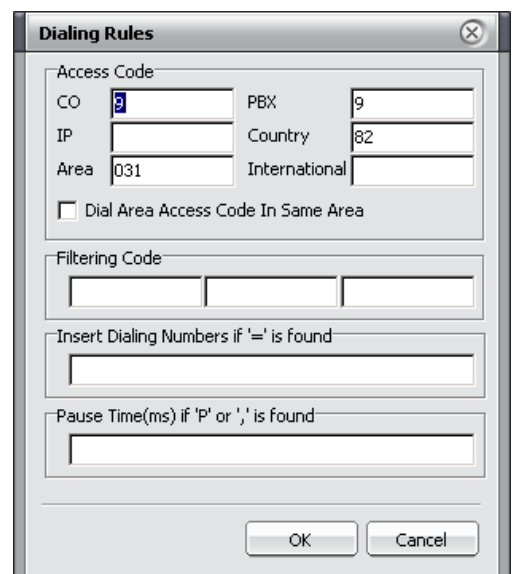 Dialing Rules
Access Code
CO 9 PBX 9
IP Country 82
Area 031 International
Dial Area Access Code In Same Area
Filtering Code
Insert Dialing Numbers if '=' is found
Pause Time(ms) if 'P' or ',' is found
OK Cancel